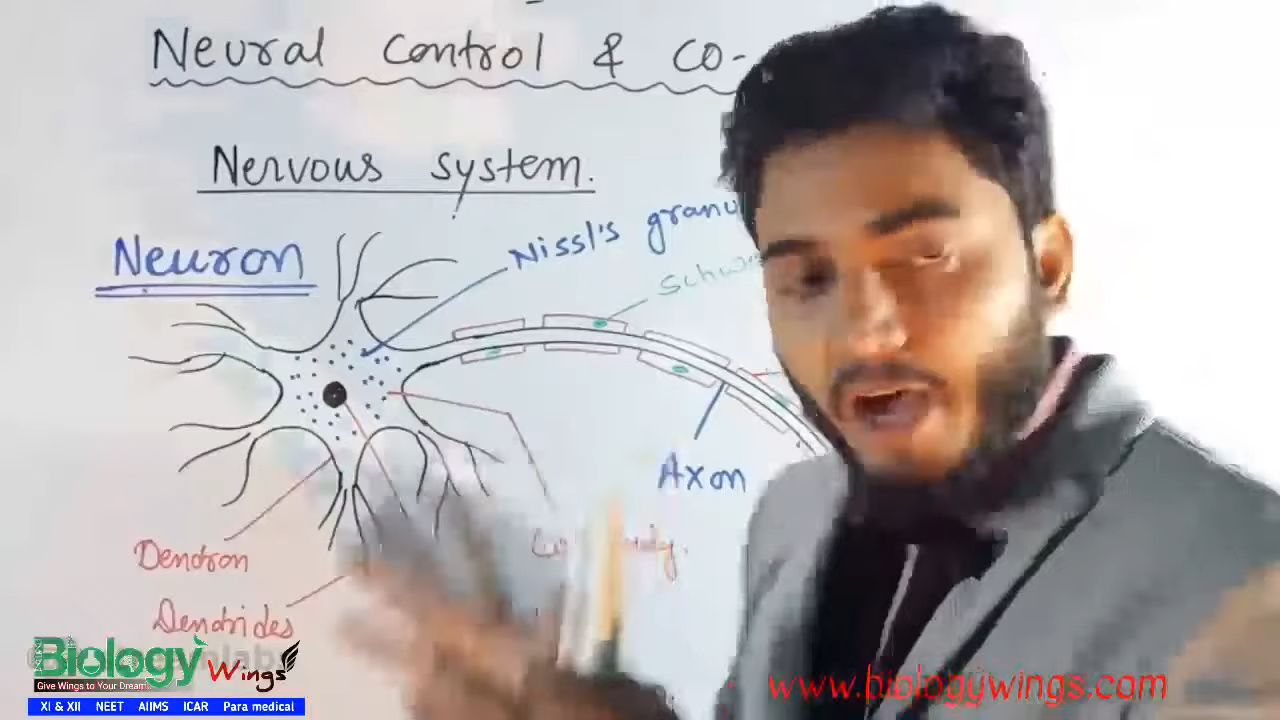 Neural Control & CO-
Nervous system.
Neuron
Nissl's granu
Schw
Axon
Dendron
Dendrides
Biology Wings
Give Wings to Your Dream..
XI & XII NEET AIIMS ICAR Para medical
www.biologywings.com